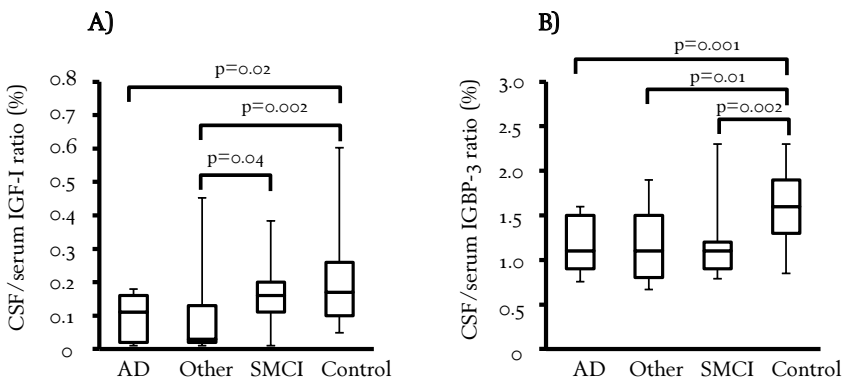 A)
CSF/serum IGF-I ratio (%)
0.8
0.7
0.6
0.5
0.4
0.3
0.2
0.1
0
p=0.02
p=0.002
p=0.04
AD Other SMCI Control
B)
CSF/serum IGBP-3 ratio (%)
3.0
2.5
2.0
1.5
1.0
0.5
0
p=0.001
p=0.01
p=0.002
AD Other SMCI Control